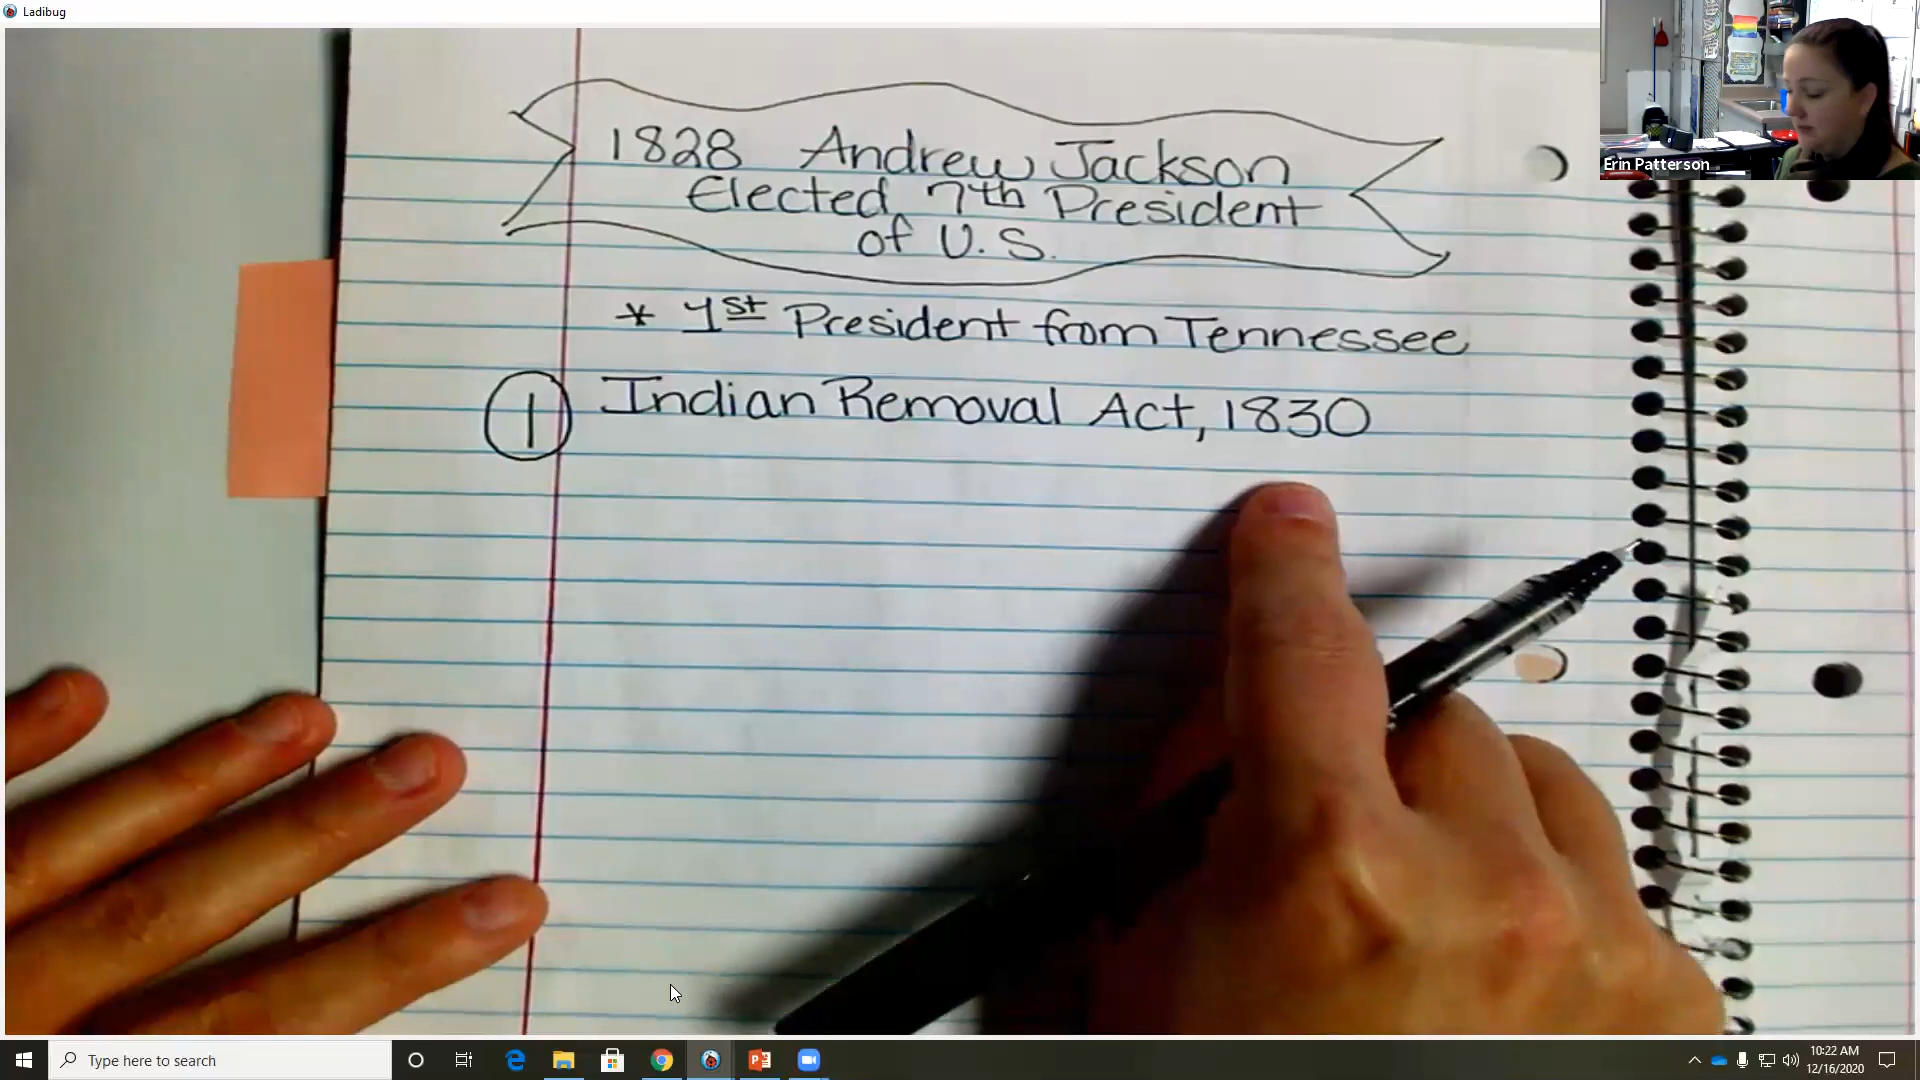 Ladibug
Erin Patterson
1828 Andrew Jackson
Elected 7th President
of U.S.
* 1st President from Tennessee
1 Indian Removal Act, 1830
Type here to search
10:22 AM
12/16/2020